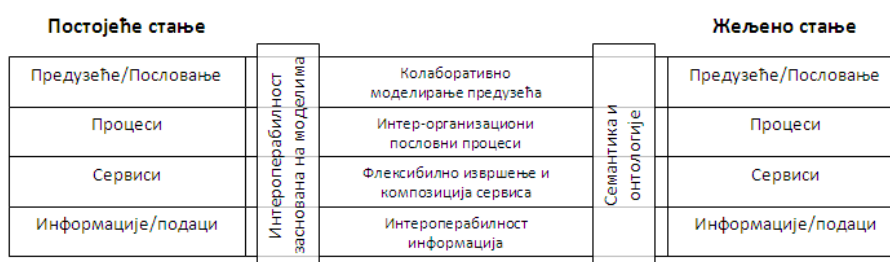 Постојеће стање
Жељено стање
Предузеће/Пословање
Колаборативно
моделирање предузећа
Предузеће/Пословање
Процеси
Интер-организациони
пословни процеси
Процеси
Сервиси
Флексибилно извршење и
композиција сервиса
Сервиси
Информације/подаци
Интероперабилност
информација
Информације/подаци
Интероперабилност
заснована на моделима
Семантика и
онтологије